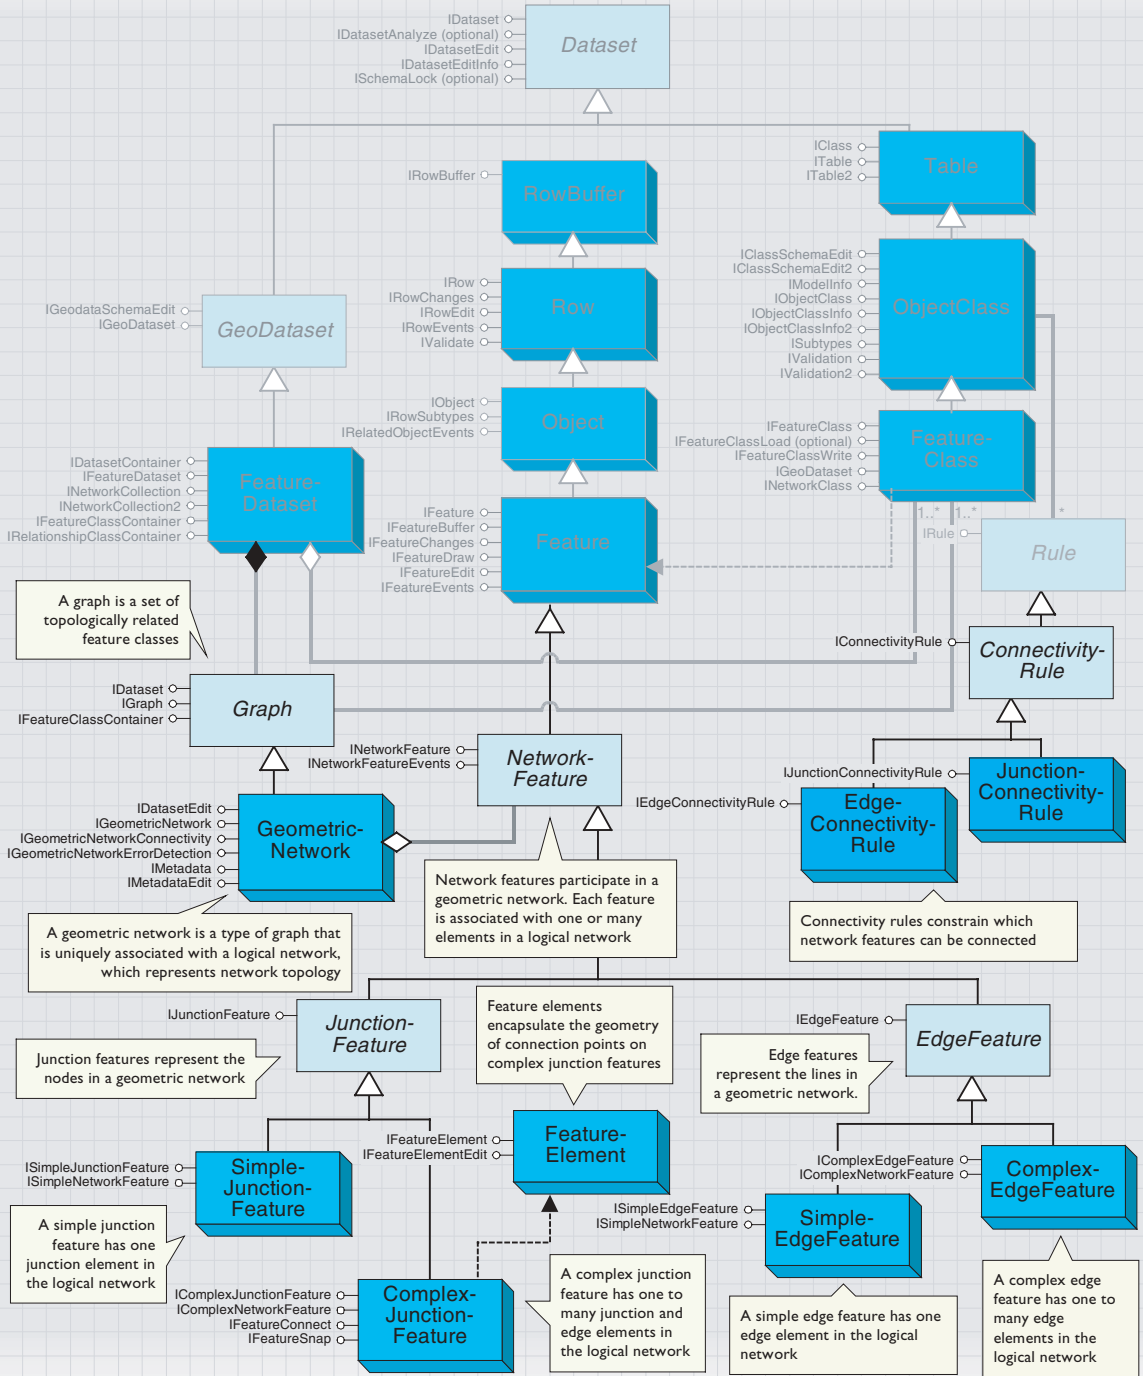 IDataset
IDatasetAnalyze (optional)
IDatasetEdit
IDatasetEditInfo
ISchemaLock (optional)
Dataset
IClass
ITable
ITable2
Table
IRowBuffer
RowBuffer
IClassSchemaEdit
IClassSchemaEdit2
IModelInfo
IObjectClass
IObjectClassInfo
IObjectClassInfo2
ISubtypes
IValidation
IValidation2
ObjectClass
IRow
IRowChanges
IRowEdit
IRowEvents
IValidate
Row
IGeodataSchemaEdit
IGeoDataset
GeoDataset
IObject
IRowSubtypes
IRelatedObjectEvents
Object
IFeatureClass
IFeatureClassLoad (optional)
IFeatureClassWrite
IGeoDataset
INetworkClass
Feature-
Class
IDatasetContainer
IFeatureDataset
INetworkCollection
INetworkCollection2
IFeatureClassContainer
IRelationshipClassContainer
Feature-
Dataset
IFeature
IFeatureBuffer
IFeatureChanges
IFeatureDraw
IFeatureEdit
IFeatureEvents
Feature
1..*
1..*
*
IRule
Rule
A graph is a set of
topologically related
feature classes
IConnectivityRule
Connectivity-
Rule
IDataset
IGraph
IFeatureClassContainer
Graph
INetworkFeature
INetworkFeatureEvents
Network-
Feature
IJunctionConnectivityRule
Junction-
Connectivity-
Rule
IEdgeConnectivityRule
Edge-
Connectivity-
Rule
IDatasetEdit
IGeometricNetwork
IGeometricNetworkConnectivity
IGeometricNetworkErrorDetection
IMetadata
IMetadataEdit
Geometric-
Network
Network features participate in a
geometric network. Each feature
is associated with one or many
elements in a logical network
Connectivity rules constrain which
network features can be connected
A geometric network is a type of graph that
is uniquely associated with a logical network,
which represents network topology
IJunctionFeature
Junction-
Feature
Feature elements
encapsulate the geometry
of connection points on
complex junction features
IEdgeFeature
EdgeFeature
Junction features represent the
nodes in a geometric network
Edge features
represent the lines in
a geometric network.
IFeatureElement
IFeatureElementEdit
Feature-
Element
ISimpleJunctionFeature
ISimpleNetworkFeature
Simple-
Junction-
Feature
IComplexEdgeFeature
IComplexNetworkFeature
Complex-
EdgeFeature
ISimpleEdgeFeature
ISimpleNetworkFeature
Simple-
EdgeFeature
A simple junction
feature has one
junction element in
the logical network
IComplexJunctionFeature
IComplexNetworkFeature
IFeatureConnect
IFeatureSnap
Complex-
Junction-
Feature
A complex junction
feature has one to
many junction and
edge elements in
the logical network
A simple edge feature has one
edge element in the logical
network
A complex edge
feature has one to
many edge
elements in the
logical network